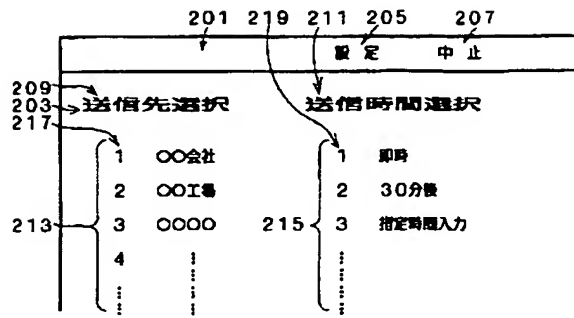 201 219 211 205 207
設定 中止
209
203 送信先選択 送信時間選択
217
1 〇〇会社 1 即時
2 〇〇工場 2 30分後
213 3 〇〇〇〇 215 3 指定時間入力
4